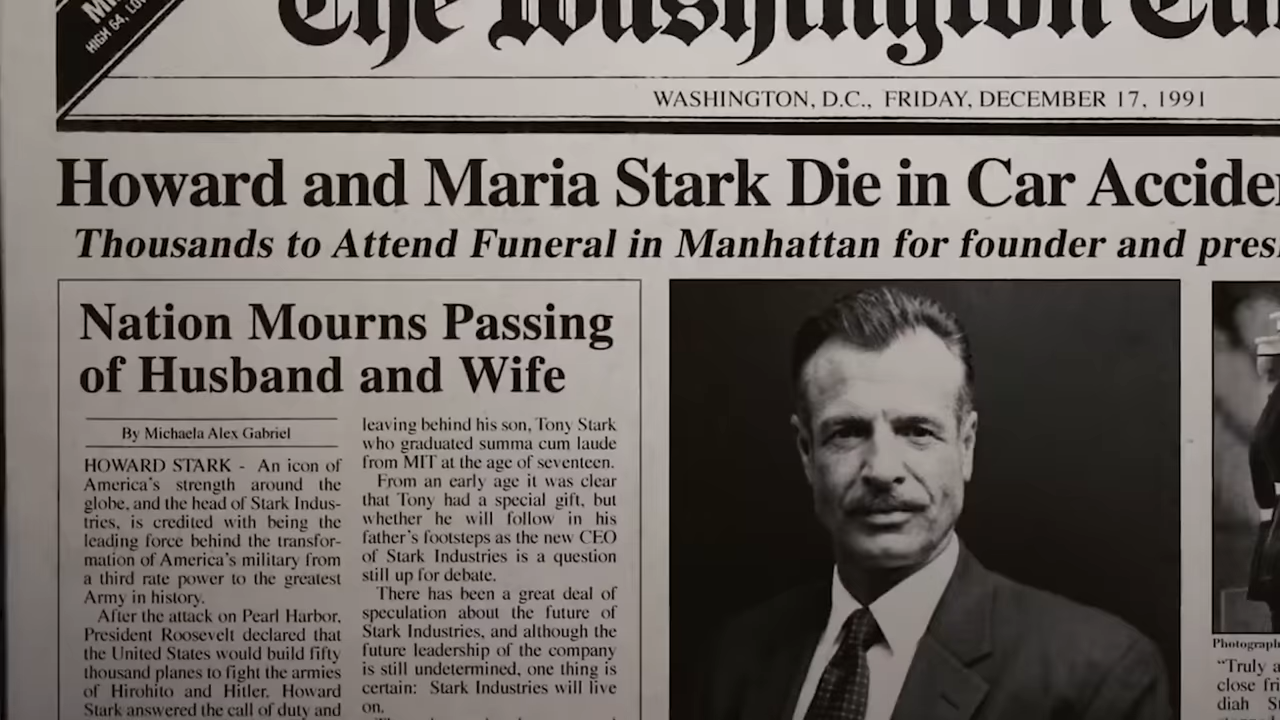 HIGH 64, LOW
The Washington
WASHINGTON, D.C., FRIDAY, DECEMBER 17, 1991
Howard and Maria Stark Die in Car
Thousands to Attend Funeral in Manhattan for founder and
Nation Mourns Passing
of Husband and Wife
By Michaela Alex Gabriel
HOWARD STARK - An icon of
America's strength around the
globe, and the head of Stark Indus-
tries, is credited with being the
leading force behind the transfor-
mation of America's military from
a third rate power to the greatest
Army in history.
After the attack on Pearl Harbor,
President Roosevelt declared that
the United States would build fifty
thousand planes to fight the armies
of Hirohito and Hitler. Howard
Stark answered the call of duty and
leaving behind his son, Tony Stark
who graduated summa cum laude
from MIT at the age of seventeen.
From an early age it was clear
that Tony had a special gift, but
whether he will follow in his
father's footsteps as the new CEO
of Stark Industries is a question
still up for debate.
There has been a great deal of
speculation about the future of
Stark Industries, and although the
future leadership of the company
is still undetermined, one thing is
certain: Stark Industries will live
on.
"Truly a
close
diah